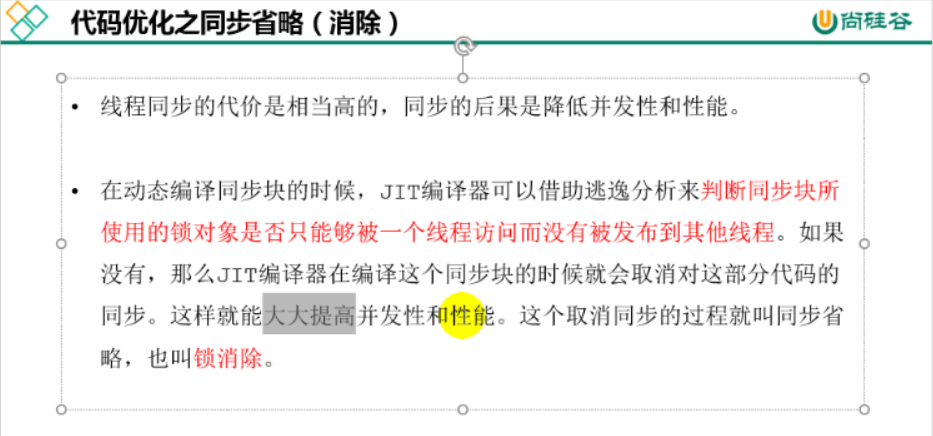 代码优化之同步省略（消除）
尚硅谷
• 线程同步的代价是相当高的，同步的后果是降低并发性和性能。
• 在动态编译同步块的时候，JIT编译器可以借助逃逸分析来判断同步块所
使用的锁对象是否只能够被一个线程访问而没有被发布到其他线程。如果
没有，那么JIT编译器在编译这个同步块的时候就会取消对这部分代码的
同步。这样就能大大提高并发性和性能。这个取消同步的过程就叫同步省
略，也叫锁消除。